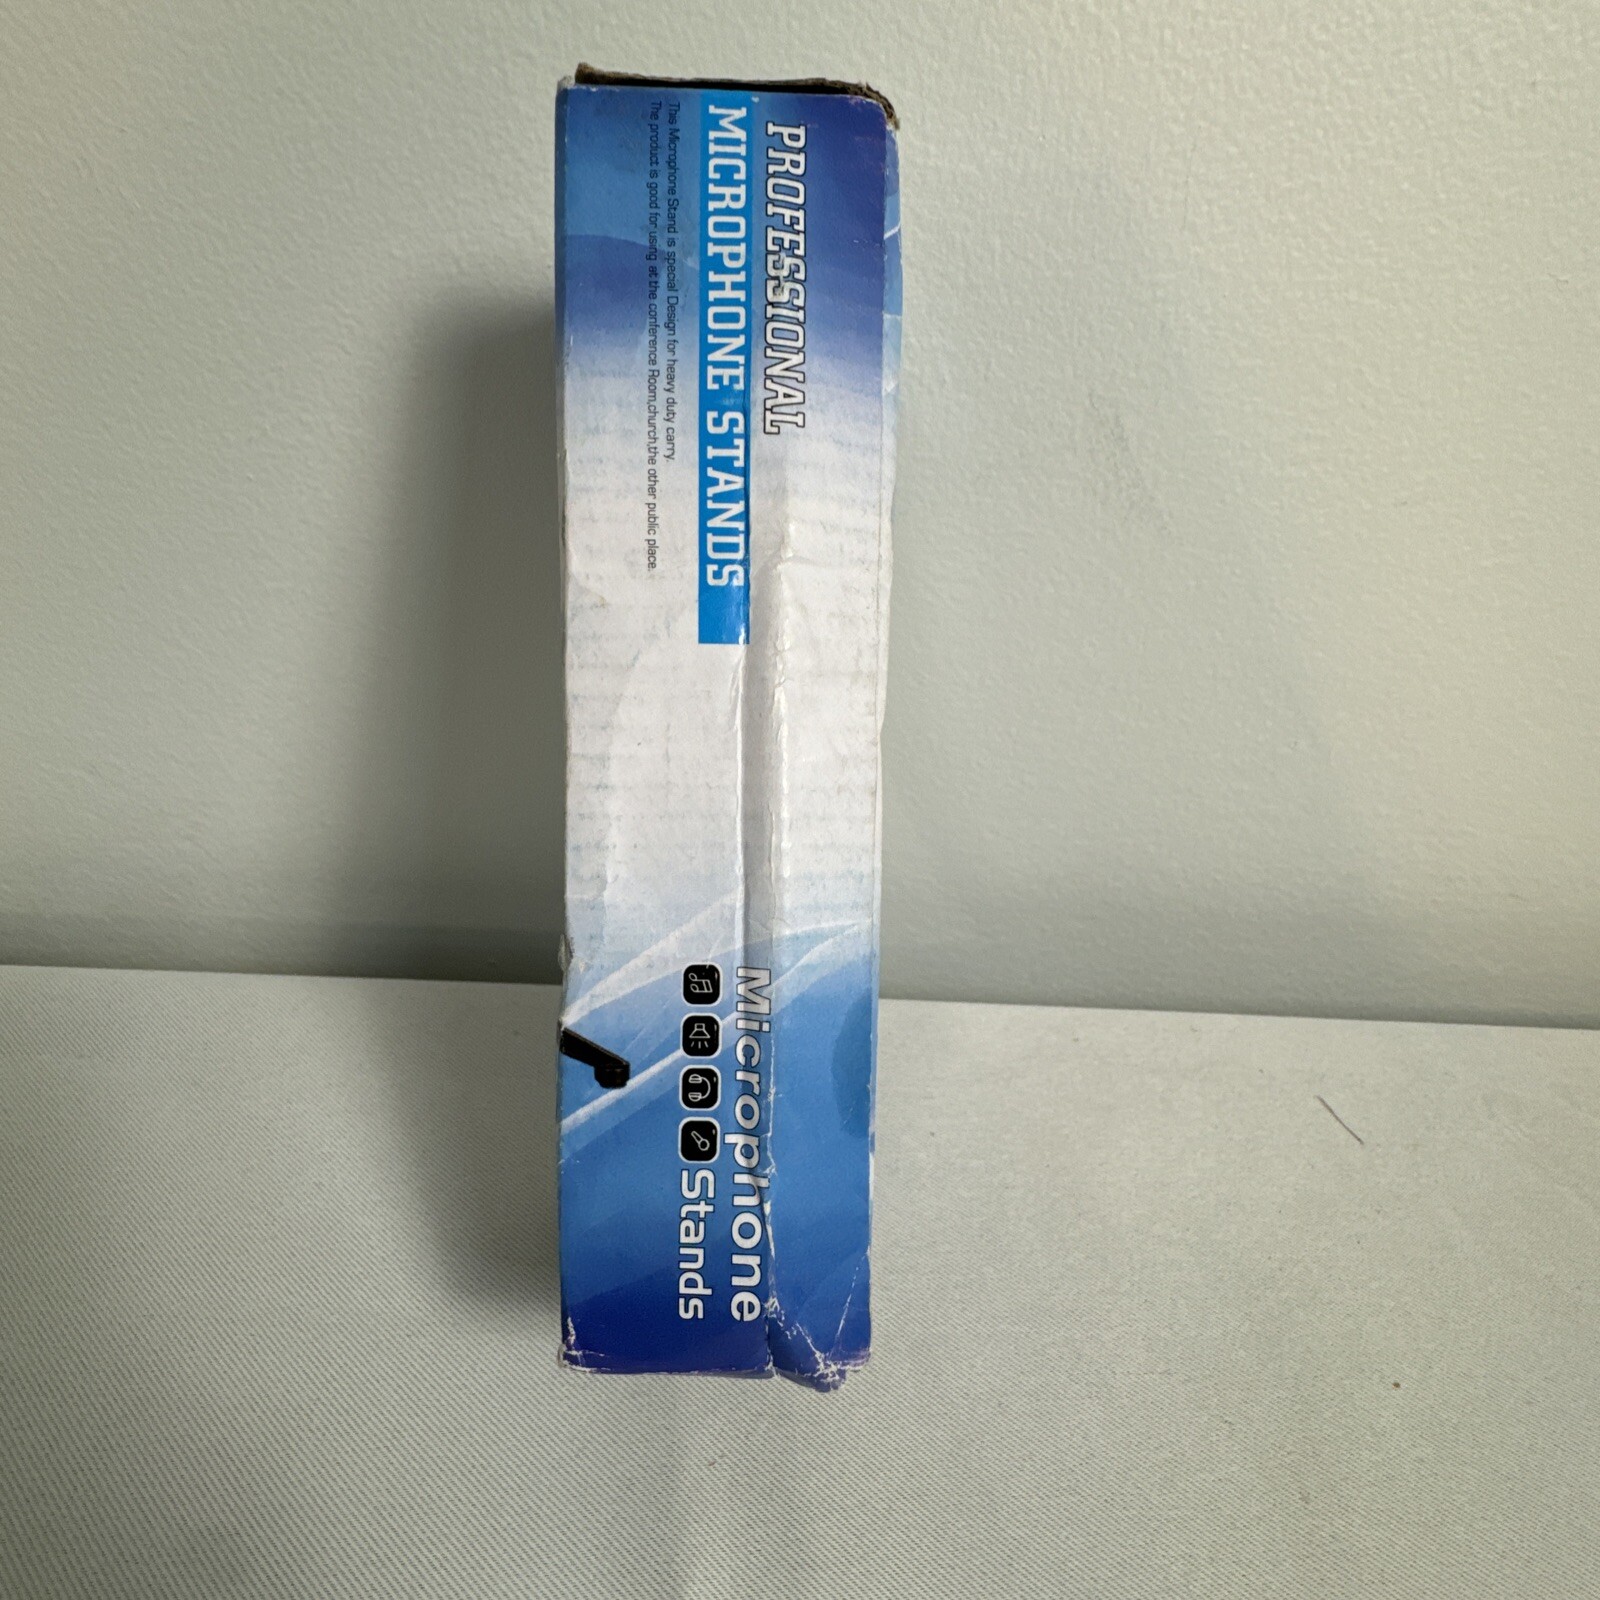 PROFESSIONAL
MICROPHONE STANDS
This Microphone Stand is special Design for heavy duty carry.
The product is good for using at the conference Room,church,the other public place.
Microphone
Stands